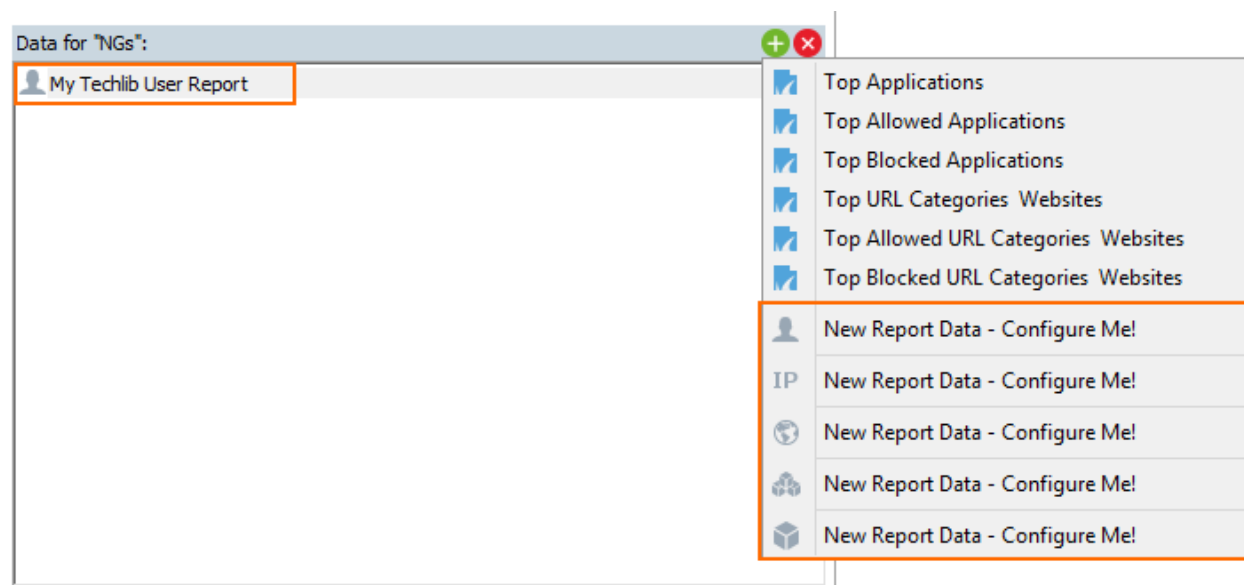 Data for "NGs":
My Techlib User Report
Top Applications
Top Allowed Applications
Top Blocked Applications
Top URL Categories  Websites
Top Allowed URL Categories  Websites
Top Blocked URL Categories  Websites
New Report Data - Configure Me!
IP New Report Data - Configure Me!
New Report Data - Configure Me!
New Report Data - Configure Me!
New Report Data - Configure Me!